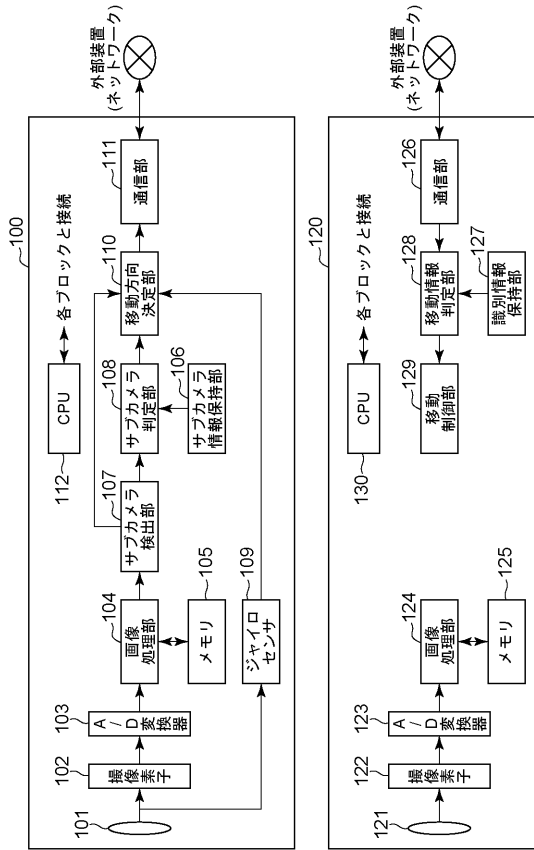 100
101
102
撮像素子
103
A/D変換器
104
画像
処理部
105
メモリ
107
サブカメラ
検出部
108
サブカメラ
判定部
106
サブカメラ
情報保持部
109
ジャイロ
センサ
110
移動方向
決定部
111
通信部
112
CPU
各ブロックと接続
外部装置
(ネットワーク)
120
121
122
撮像素子
123
A/D変換器
124
画像
処理部
125
メモリ
129
移動
制御部
128
移動情報
判定部
127
識別情報
保持部
126
通信部
130
CPU
各ブロックと接続
外部装置
(ネットワーク)